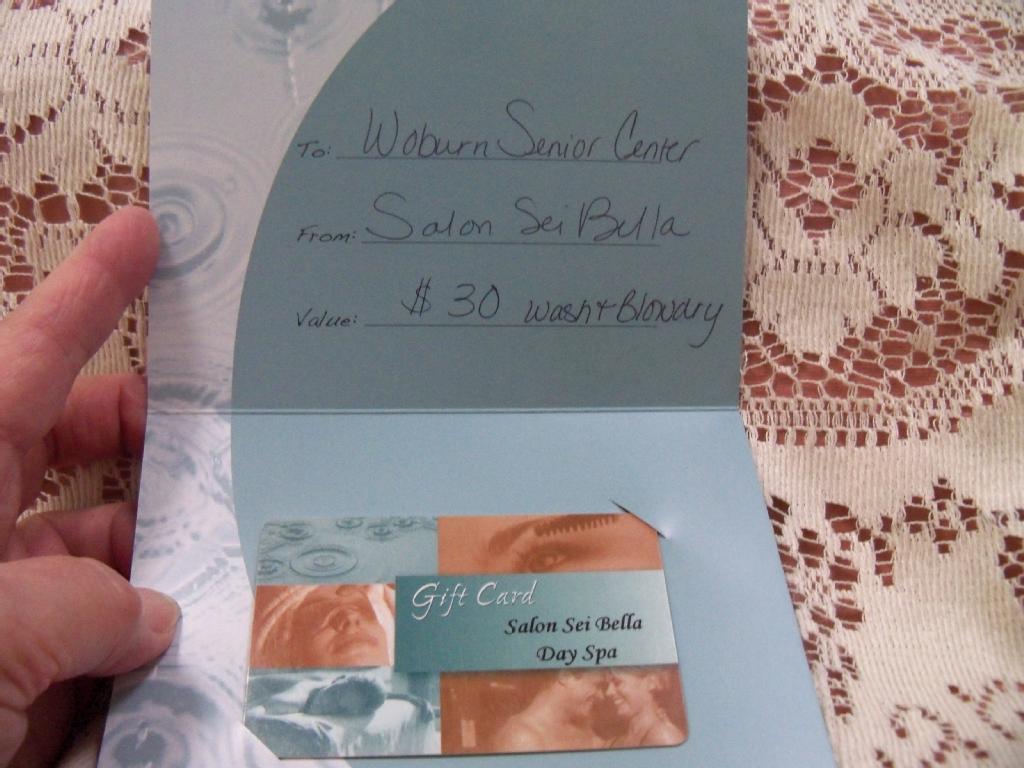 To: Woburn Senior Center
From: Salon Sei Bella
Value: $30 Wash + Blowdry
Gift Card
Salon Sei Bella
Day Spa